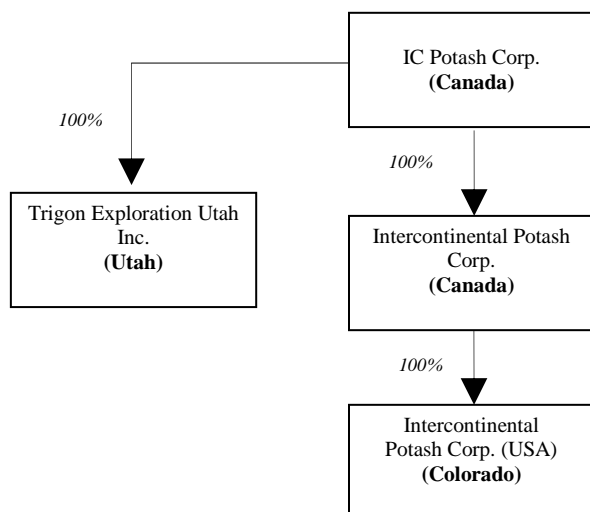 IC Potash Corp.
(Canada)
100%
100%
Trigon Exploration Utah
Inc.
(Utah)
Intercontinental Potash
Corp.
(Canada)
100%
Intercontinental
Potash Corp. (USA)
(Colorado)